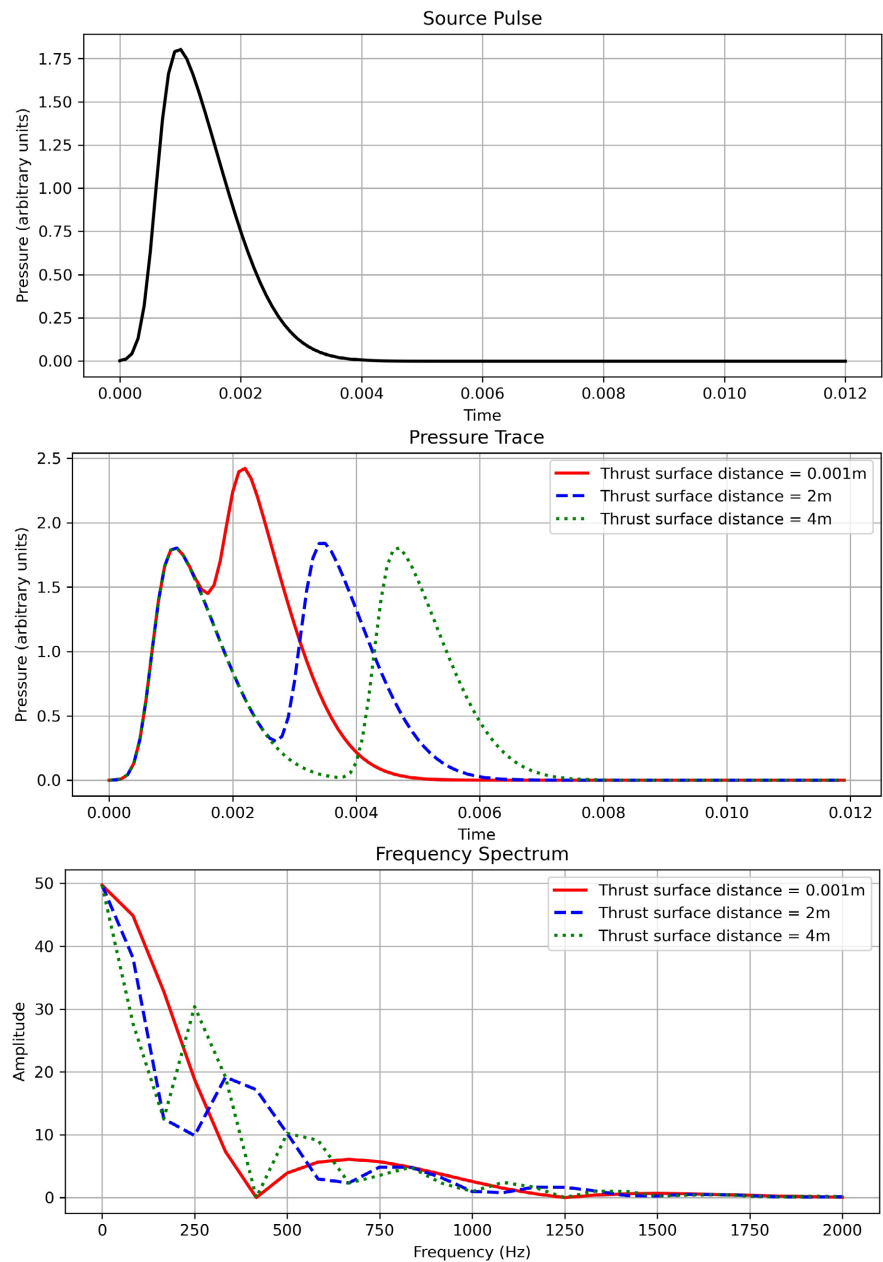 Source Pulse
Pressure (arbitrary units)
1.75
1.50
1.25
1.00
0.75
0.50
0.25
0.00
0.000 0.002 0.004 0.006 0.008 0.010 0.012
Time
Pressure Trace
Pressure (arbitrary units)
2.5
2.0
1.5
1.0
0.5
0.0
Thrust surface distance = 0.001m
Thrust surface distance = 2m
Thrust surface distance = 4m
0.000 0.002 0.004 0.006 0.008 0.010 0.012
Time
Frequency Spectrum
Amplitude
50
40
30
20
10
0
Thrust surface distance = 0.001m
Thrust surface distance = 2m
Thrust surface distance = 4m
0 250 500 750 1000 1250 1500 1750 2000
Frequency (Hz)